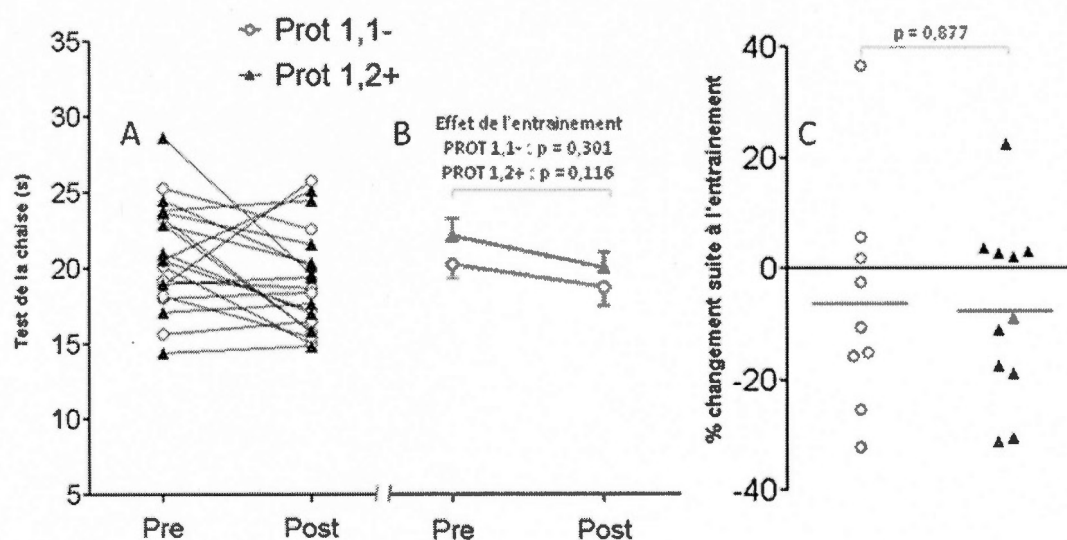 Prot 1,1-
Prot 1,2+
Test de la chaise (s)
35
30
25
20
15
10
5
A
Pre
Post
B
Effet de l'entrainement
PROT 1,1- : p = 0,301
PROT 1,2+ : p = 0,116
Pre
Post
% changement suite à l'entrainement
40
20
0
-20
-40
p = 0,877
C